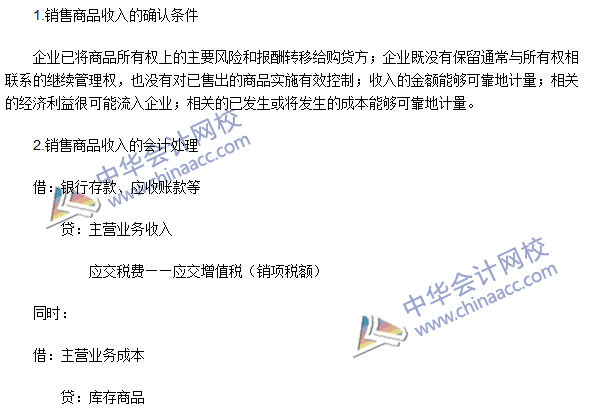 1.销售商品收入的确认条件
企业已将商品所有权上的主要风险和报酬转移给购货方；企业既没有保留通常与所有权相
联系的继续管理权，也没有对已售出的商品实施有效控制；收入的金额能够可靠地计量；相关
的经济利益很可能流入企业；相关的已发生或将发生的成本能够可靠地计量。
2.销售商品收入的会计处理
中华会计网校
www.chinaacc.com
借：银行存款、应收账款等
贷：主营业务收入
应交税费——应交增值税（销项税额）
中华会计网校
www.chinaacc.com
同时：
借：主营业务成本
贷：库存商品